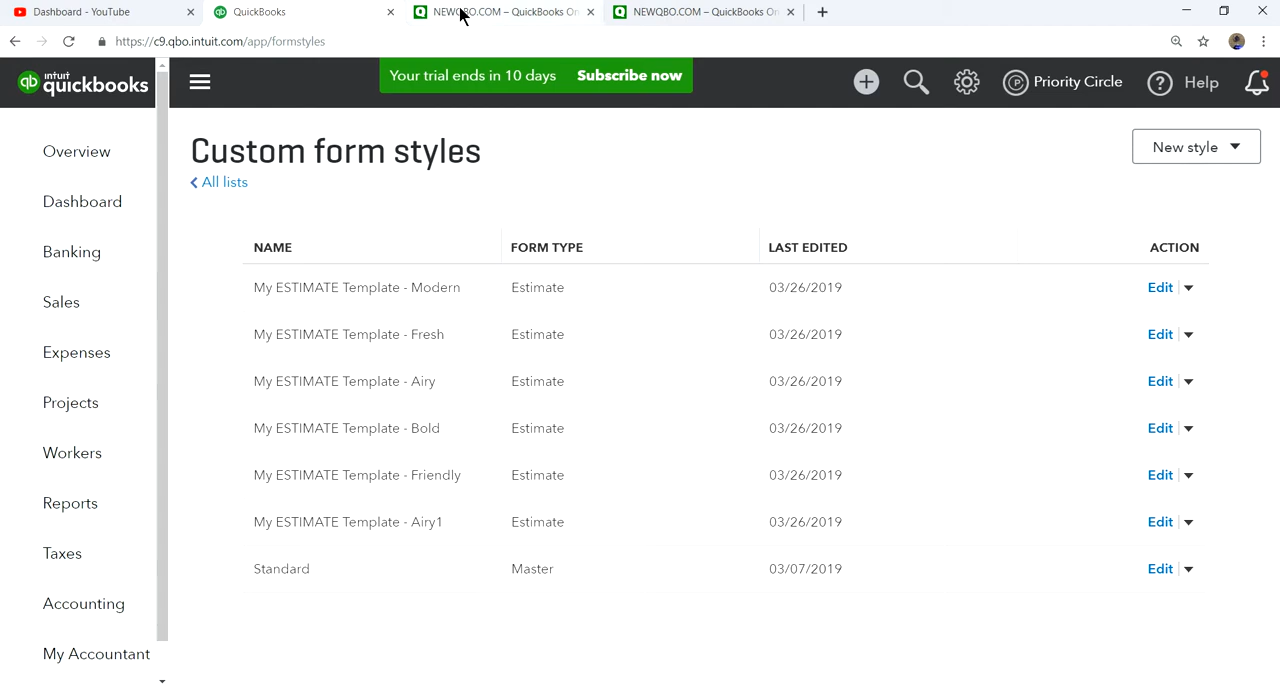 Dashboard - YouTube
QuickBooks
NEWQBO.COM – QuickBooks On
NEWQBO.COM – QuickBooks On
https://c9.qbo.intuit.com/app/formstyles
intuit
quickbooks
qb
Your trial ends in 10 days Subscribe now
P Priority Circle
? Help
Overview
Dashboard
Banking
Sales
Expenses
Projects
Workers
Reports
Taxes
Accounting
My Accountant
Custom form styles
All lists
New style
NAME FORM TYPE LAST EDITED ACTION
My ESTIMATE Template - Modern Estimate 03/26/2019 Edit
My ESTIMATE Template - Fresh Estimate 03/26/2019 Edit
My ESTIMATE Template - Airy Estimate 03/26/2019 Edit
My ESTIMATE Template - Bold Estimate 03/26/2019 Edit
My ESTIMATE Template - Friendly Estimate 03/26/2019 Edit
My ESTIMATE Template - Airy1 Estimate 03/26/2019 Edit
Standard Master 03/07/2019 Edit